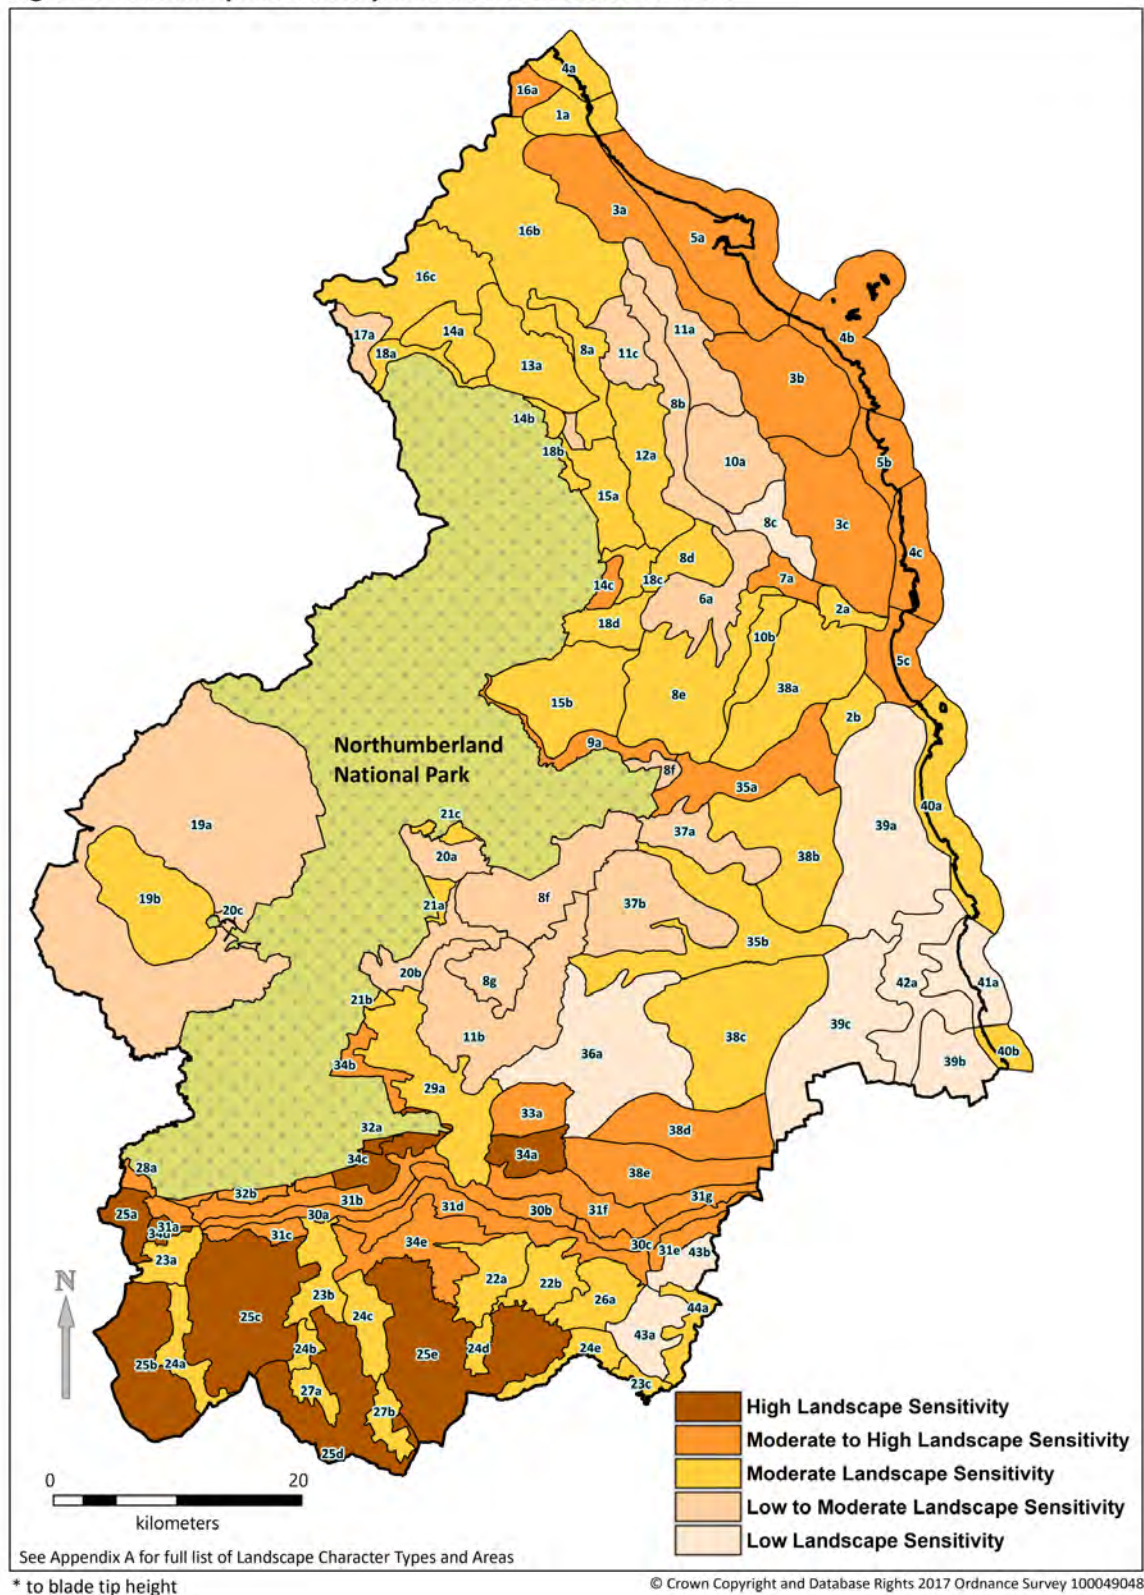 4a
16a
1a
3a
5a
16b
16c
4b
17a
14a
11a
18a
8a
11c
13a
3b
8b
14b
12a
18b
10a
5b
15a
8c
3c
4c
8d
14c
18c
7a
6a
2a
18d
10b
5c
15b
8e
38a
2b
Northumberland
National Park
9a
8f
35a
40a
21c
19a
37a
39a
20a
38b
19b
8f
21a
37b
20c
35b
20b
8g
42a
41a
21b
39c
11b
38c
36a
34b
39b
40b
29a
33a
32a
38d
34c
34a
28a
38e
32b
31b
31g
25a
31a
34d
30a
31d
30b
31f
31c
34e
30c
31e
43b
23a
22a
22b
23b
26a
44a
25c
24c
43a
24b
25e
24d
24e
25b
24a
27a
23c
27b
25d
N
High Landscape Sensitivity
Moderate to High Landscape Sensitivity
Moderate Landscape Sensitivity
Low to Moderate Landscape Sensitivity
Low Landscape Sensitivity
0 20
kilometers
See Appendix A for full list of Landscape Character Types and Areas
* to blade tip height
© Crown Copyright and Database Rights 2017 Ordnance Survey 100049048